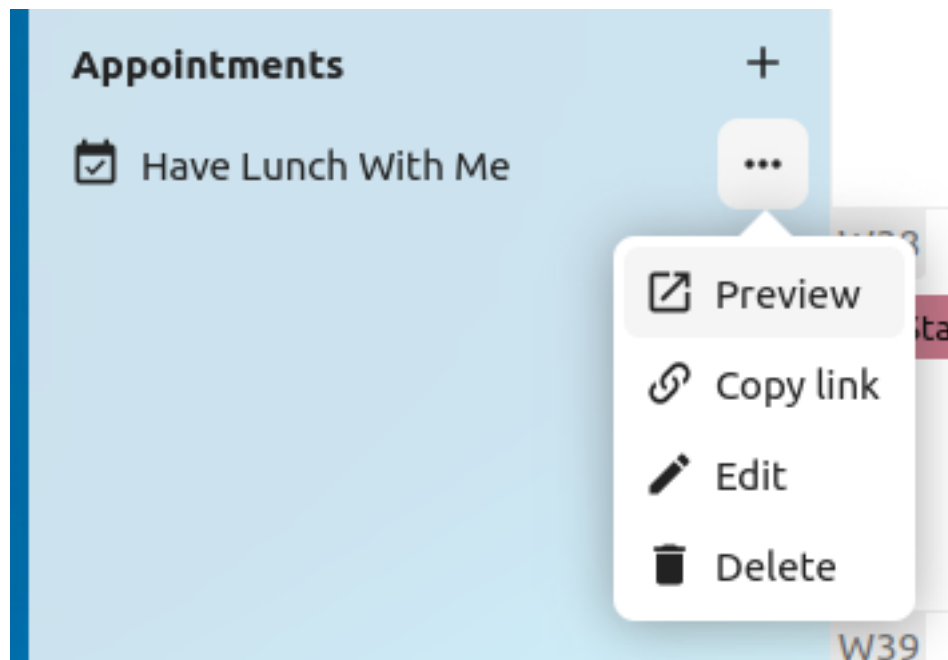 Appointments
Have Lunch With Me
Preview
Copy link
Edit
Delete
W39